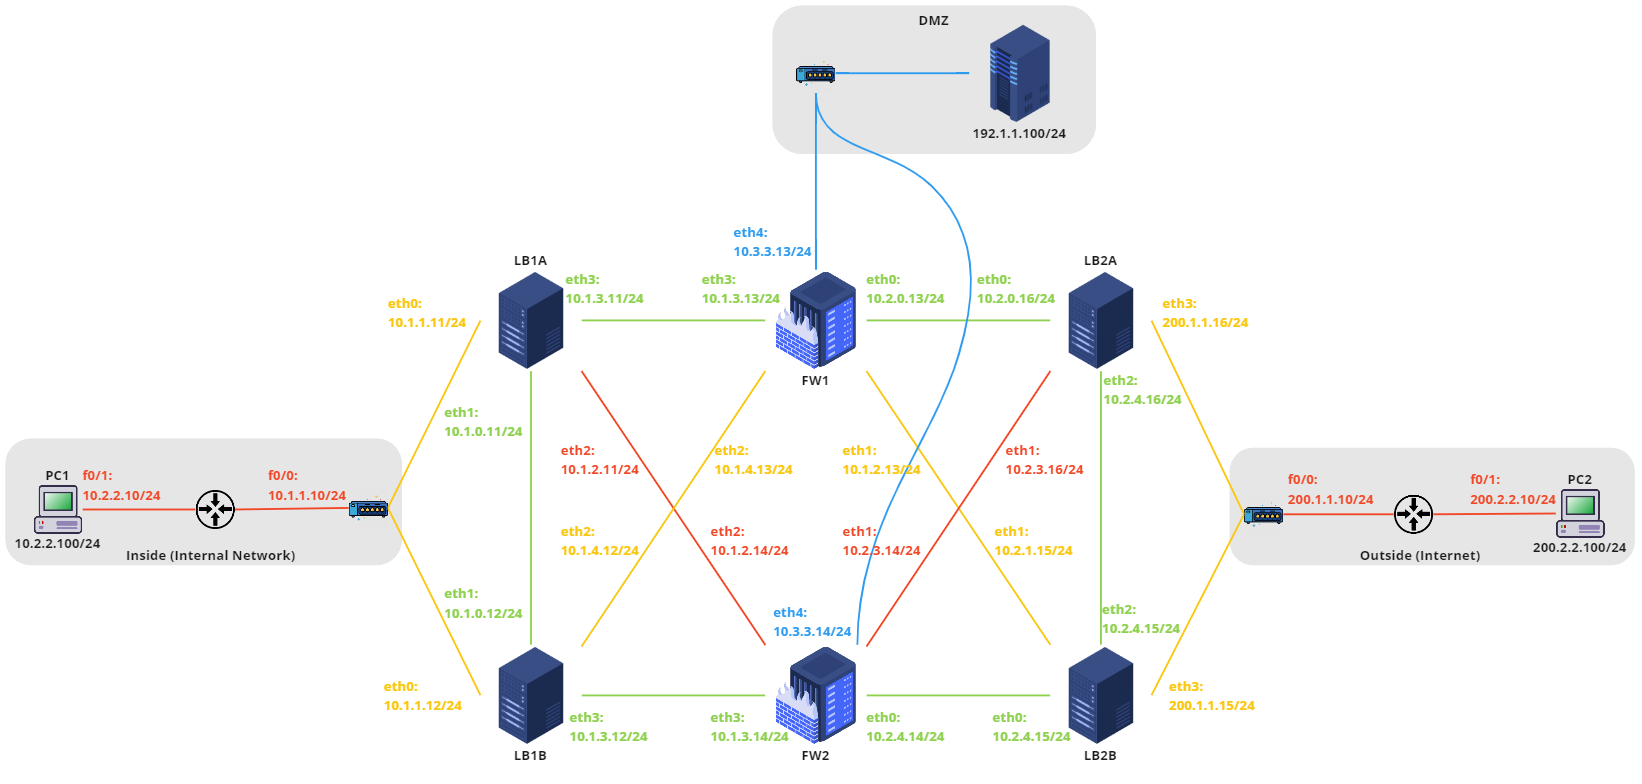 DMZ
192.1.1.100/24
eth4:
10.3.3.13/24
LB1A
LB2A
eth3:
10.1.3.11/24
eth3:
10.1.3.13/24
eth0:
10.2.0.13/24
eth0:
10.2.0.16/24
eth0:
10.1.1.11/24
eth3:
200.1.1.16/24
FW1
eth2:
10.2.4.16/24
eth1:
10.1.0.11/24
eth2:
10.1.2.11/24
eth2:
10.1.4.13/24
eth1:
10.1.2.13/24
eth1:
10.2.3.16/24
PC1
f0/1:
10.2.2.10/24
f0/0:
10.1.1.10/24
10.2.2.100/24
Inside (Internal Network)
f0/0:
200.1.1.10/24
f0/1:
200.2.2.10/24
PC2
200.2.2.100/24
Outside (Internet)
eth2:
10.1.4.12/24
eth2:
10.1.2.14/24
eth1:
10.2.3.14/24
eth1:
10.2.1.15/24
eth1:
10.1.0.12/24
eth4:
10.3.3.14/24
eth2:
10.2.4.15/24
eth0:
10.1.1.12/24
eth3:
200.1.1.15/24
eth3:
10.1.3.12/24
eth3:
10.1.3.14/24
eth0:
10.2.4.14/24
eth0:
10.2.4.15/24
LB1B
FW2
LB2B